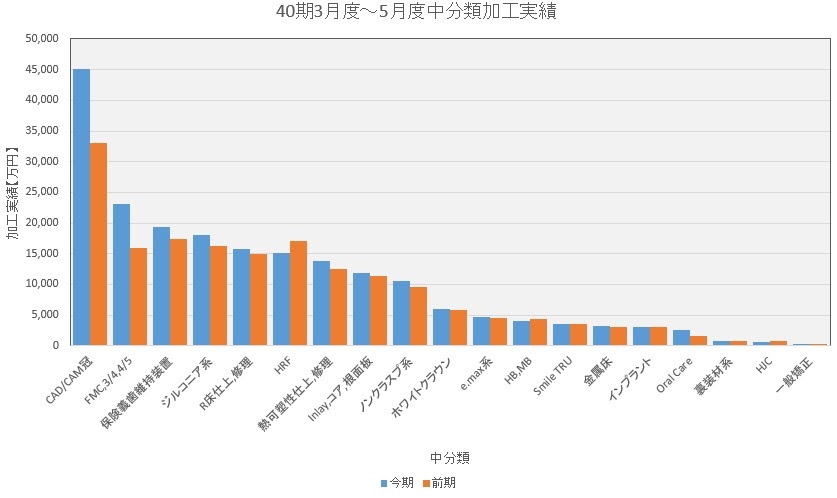 40期3月度～5月度中分類加工実績
50,000
45,000
40,000
35,000
30,000
25,000
20,000
15,000
10,000
5,000
0
加工実績【万円】
CAD/CAM冠
FMC,3/4,4/5
保険義歯維持装置
ジルコニア系
R床仕上,修理
HRF
熱可塑性仕上,修理
Inlay,コア,根面板
ノンクラスプ系
ホワイトクラウン
e.max系
HB,MB
Smile TRU
金属床
インプラント
Oral Care
裏装材系
HJC
一般矯正
中分類
今期 前期